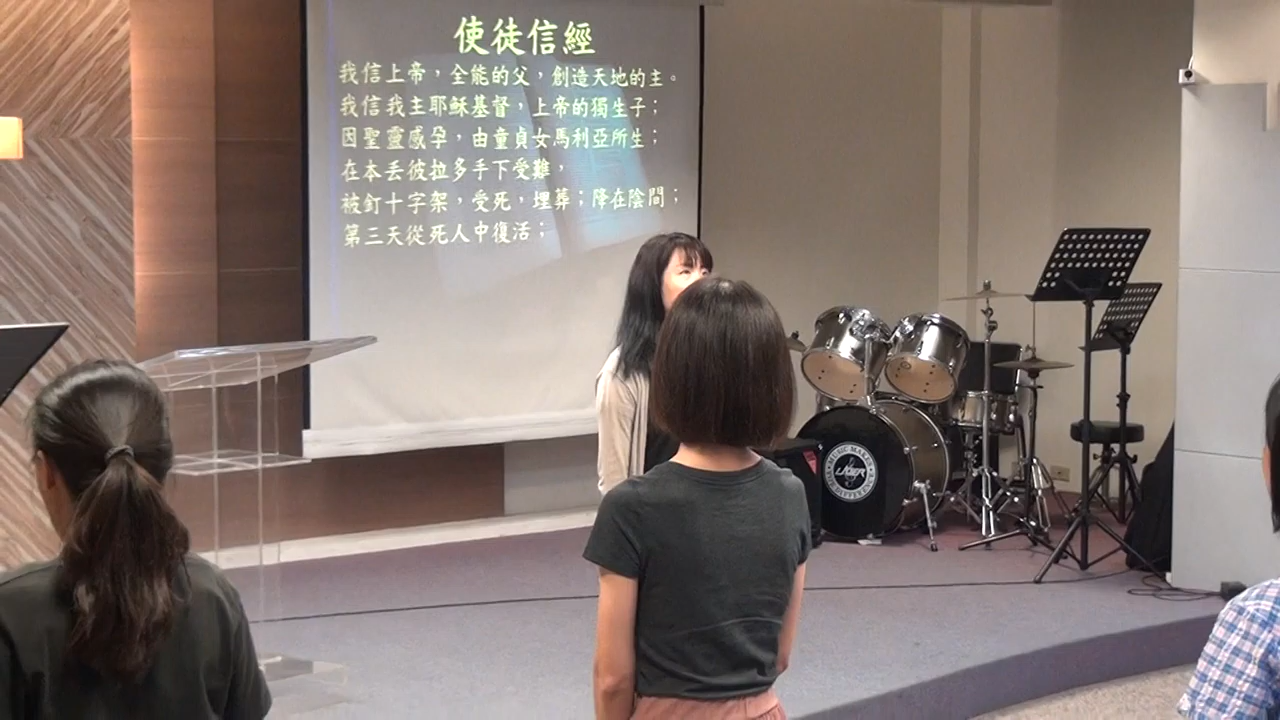 使徒信經
我信上帝，全能的父，創造天地的主。
我信我主耶穌基督，上帝的獨生子；
因聖靈感孕，由童貞女馬利亞所生；
在本丟彼拉多手下受難，
被釘十字架，受死，埋葬；降在陰間；
第三天從死人中復活；